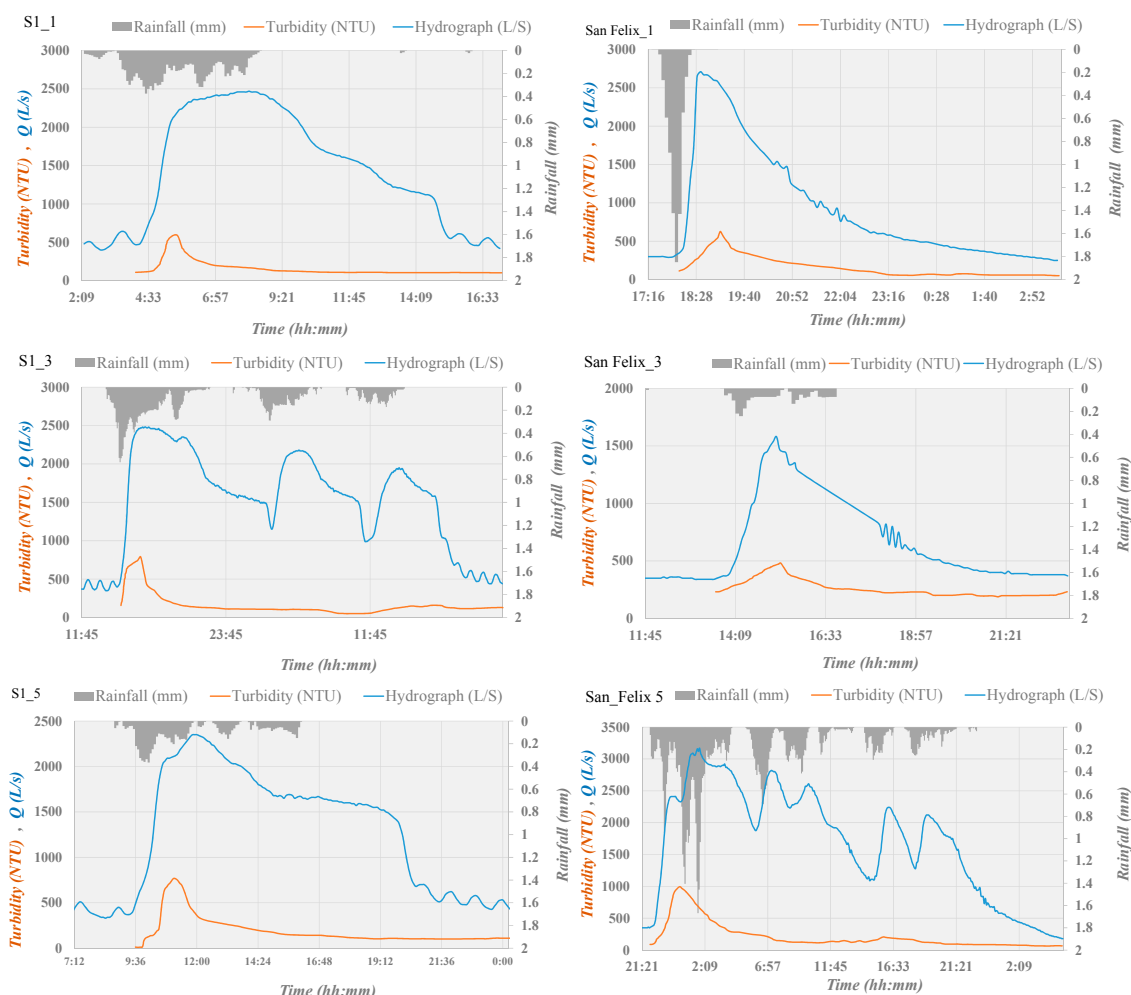 S1_1
Rainfall (mm) Turbidity (NTU) Hydrograph (L/S)
3000 0
2500 0.2
0.4
2000 0.6
0.8
1500 1
1.2
1000 1.4
500 1.6
1.8
0 2
2:09 4:33 6:57 9:21 11:45 14:09 16:33
Turbidity (NTU) , Q (L/s)
Rainfall (mm)
Time (hh:mm)
San Felix_1
Rainfall (mm) Turbidity (NTU) Hydrograph (L/S)
3000 0
2500 0.2
0.4
2000 0.6
0.8
1500 1
1.2
1000 1.4
500 1.6
1.8
0 2
17:16 18:28 19:40 20:52 22:04 23:16 0:28 1:40 2:52
Turbidity (NTU) , Q (L/s)
Rainfall (mm)
Time (hh:mm)
S1_3
Rainfall (mm) Turbidity (NTU) Hydrograph (L/S)
3000 0
2500 0.2
0.4
2000 0.6
0.8
1500 1
1.2
1000 1.4
500 1.6
1.8
0 2
11:45 23:45 11:45
Turbidity (NTU) , Q (L/s)
Rainfall (mm)
Time (hh:mm)
San Felix_3
Rainfall (mm) Turbidity (NTU) Hydrograph (L/S)
2000 0
0.2
0.4
1500 0.6
0.8
1000 1
1.2
1.4
500 1.6
1.8
0 2
11:45 14:09 16:33 18:57 21:21
Turbidity (NTU) , Q (L/s)
Rainfall (mm)
Time (hh:mm)
S1_5
Rainfall (mm) Turbidity (NTU) Hydrograph (L/S)
2500 0
0.2
2000 0.4
0.6
1500 0.8
1
1000 1.2
1.4
500 1.6
1.8
0 2
7:12 9:36 12:00 14:24 16:48 19:12 21:36 0:00
Turbidity (NTU) , Q (L/s)
Rainfall (mm)
Time (hh:mm)
San_Felix 5
Rainfall (mm) Turbidity (NTU) Hydrograph (L/S)
3500 0
3000 0.2
0.4
2500 0.6
2000 0.8
1
1500 1.2
1000 1.4
1.6
500 1.8
0 2
21:21 2:09 6:57 11:45 16:33 21:21 2:09
Turbidity (NTU) , Q (L/s)
Rainfall (mm)
Time (hh:mm)